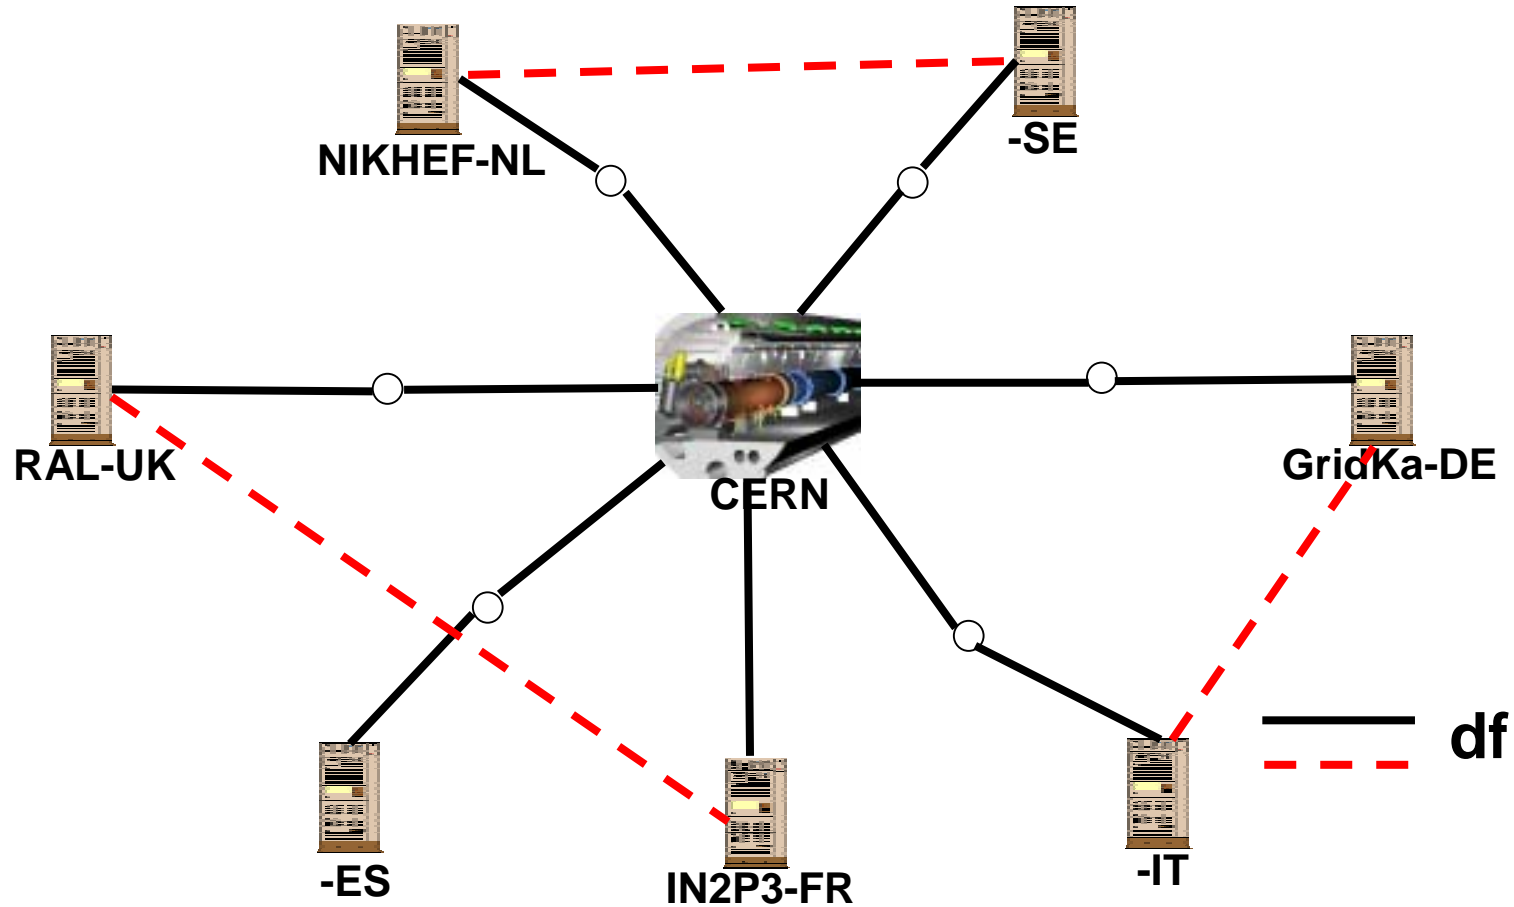 -SE
NIKHEF-NL
RAL-UK
GridKa-DE
CERN
df
-IT
-ES
IN2P3-FR